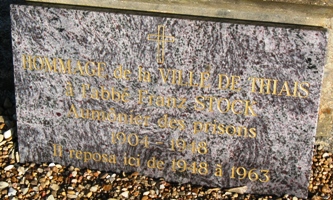 HOMMAGE de la VILLE DE THIAIS
à l'abbé Franz STOCK
Aumônier des prisons
1904 - 1948
Il reposa ici de 1948 à 1963